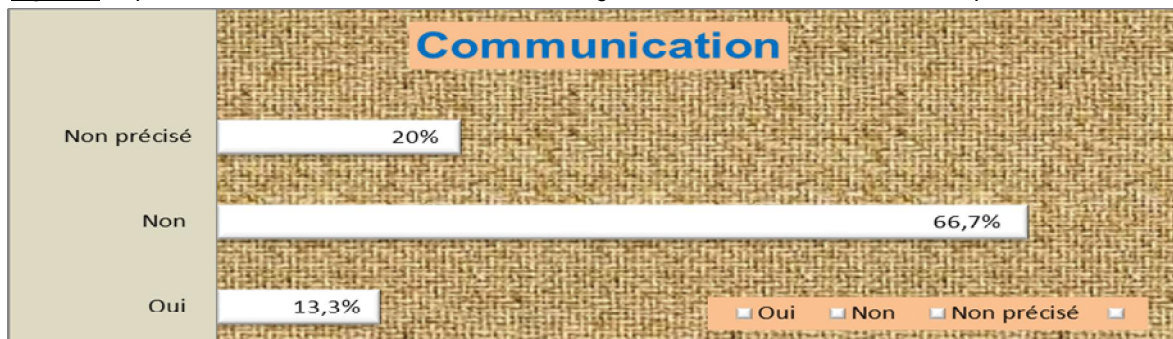 Communication
Non précisé 20%
Non 66,7%
Oui 13,3%
Oui Non Non précisé